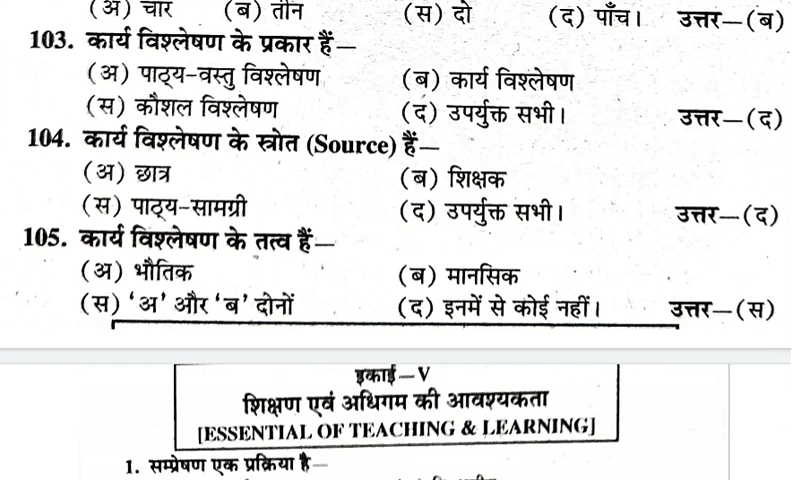 (अ) चार (ब) तीन (स) दो (द) पाँच। उत्तर—(ब)
103. कार्य विश्लेषण के प्रकार हैं—
(अ) पाठ्य-वस्तु विश्लेषण (ब) कार्य विश्लेषण
(स) कौशल विश्लेषण (द) उपर्युक्त सभी। उत्तर—(द)
104. कार्य विश्लेषण के स्त्रोत (Source) हैं—
(अ) छात्र (ब) शिक्षक
(स) पाठ्य-सामग्री (द) उपर्युक्त सभी। उत्तर—(द)
105. कार्य विश्लेषण के तत्व हैं—
(अ) भौतिक (ब) मानसिक
(स) ‘अ’ और ‘ब’ दोनों (द) इनमें से कोई नहीं। उत्तर—(स)
इकाई—V
शिक्षण एवं अधिगम की आवश्यकता
[ESSENTIAL OF TEACHING & LEARNING]
1. सम्प्रेषण एक प्रक्रिया है—